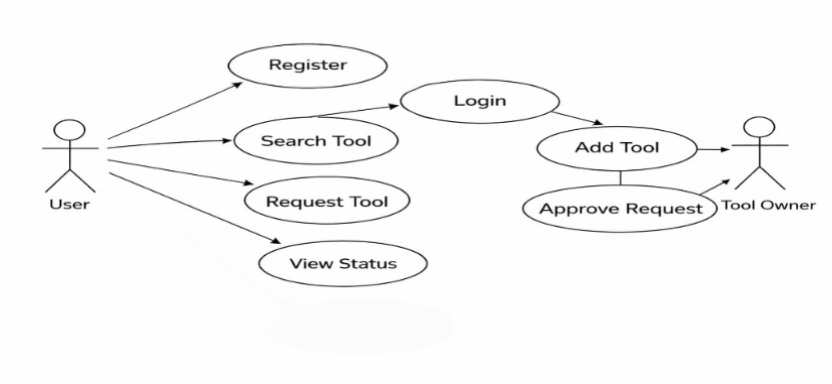 Register
Login
Search Tool
Add Tool
Request Tool
User
Approve Request
Tool Owner
View Status